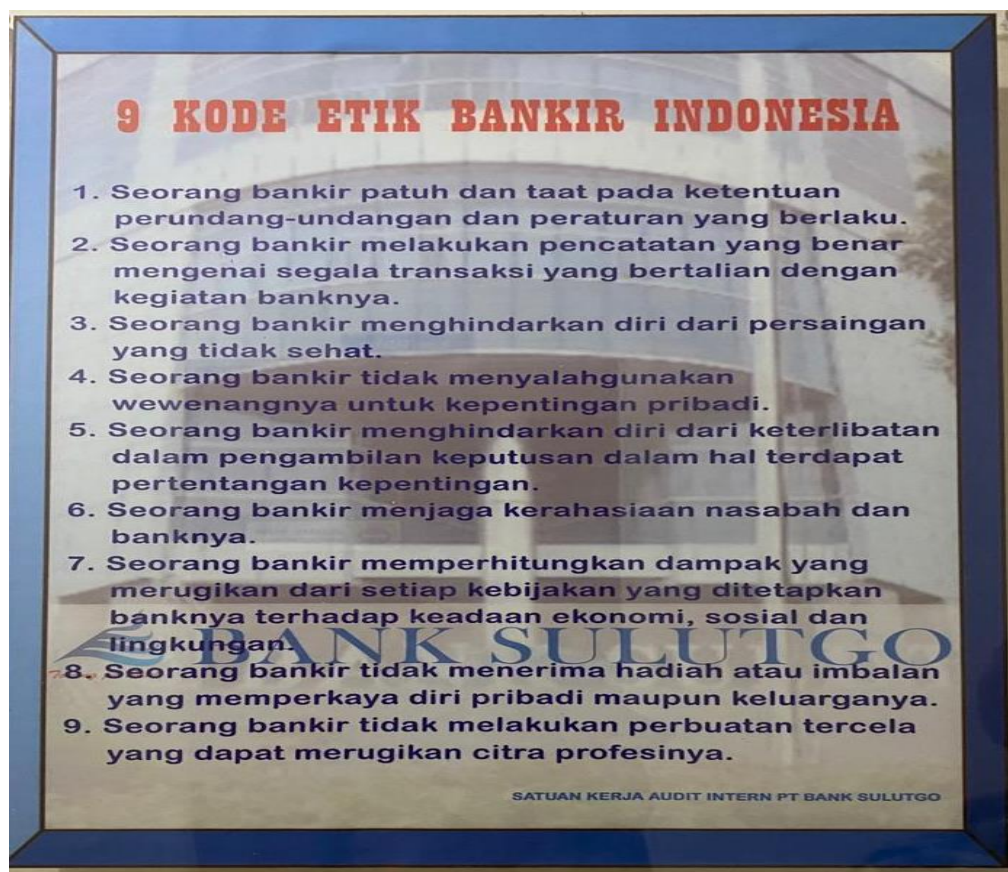 9 KODE ETIK BANKIR INDONESIA
1. Seorang bankir patuh dan taat pada ketentuan
perundang-undangan dan peraturan yang berlaku.
2. Seorang bankir melakukan pencatatan yang benar
mengenai segala transaksi yang bertalian dengan
kegiatan banknya.
3. Seorang bankir menghindarkan diri dari persaingan
yang tidak sehat.
4. Seorang bankir tidak menyalahgunakan
wewenangnya untuk kepentingan pribadi.
5. Seorang bankir menghindarkan diri dari keterlibatan
dalam pengambilan keputusan dalam hal terdapat
pertentangan kepentingan.
6. Seorang bankir menjaga kerahasiaan nasabah dan
banknya.
7. Seorang bankir memperhitungkan dampak yang
merugikan dari setiap kebijakan yang ditetapkan
banknya terhadap keadaan ekonomi, sosial dan
lingkungan.
BANK SULUTGO
8. Seorang bankir tidak menerima hadiah atau imbalan
yang memperkaya diri pribadi maupun keluarganya.
9. Seorang bankir tidak melakukan perbuatan tercela
yang dapat merugikan citra profesinya.
SATUAN KERJA AUDIT INTERN PT BANK SULUTGO